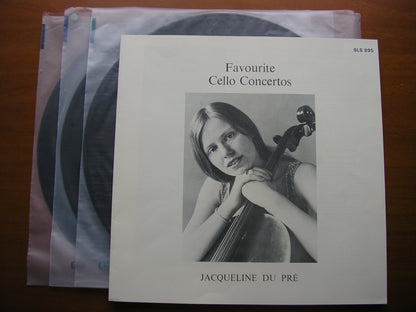 SLS 895
Favourite
Cello Concertos
JACQUELINE DU PRÉ